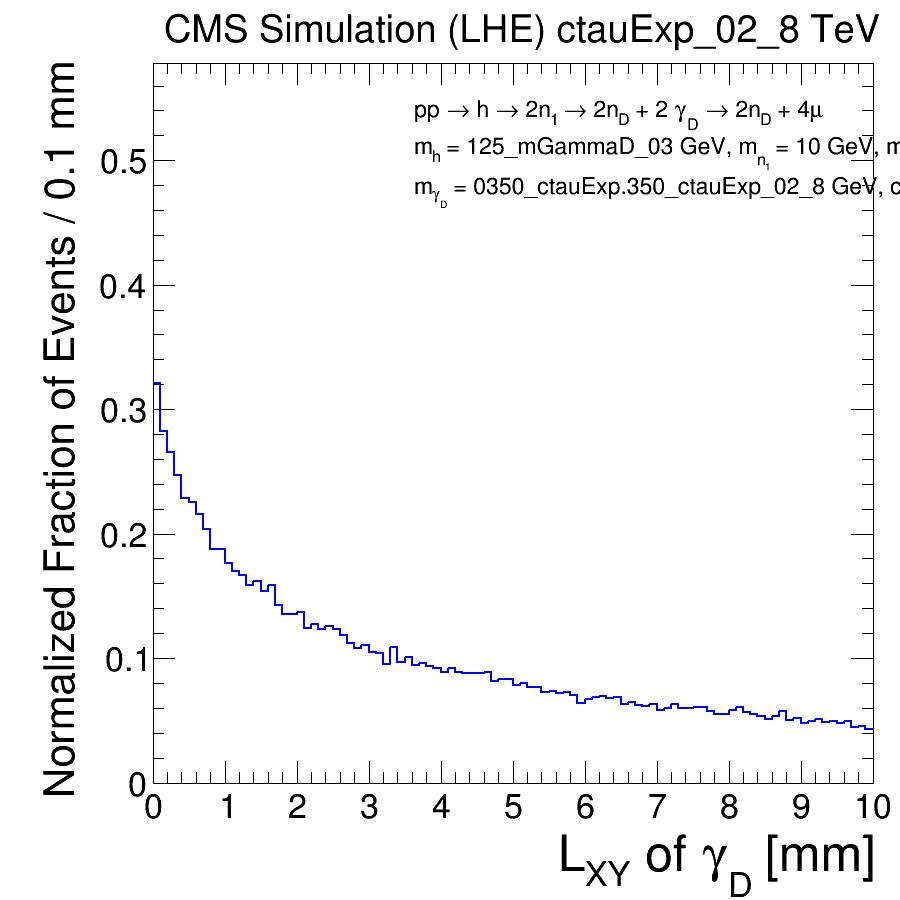 CMS Simulation (LHE) ctauExp_02_8 TeV
pp → h → 2n1 → 2nD + 2 γD → 2nD + 4μ
mh = 125_mGammaD_03 GeV, mn1 = 10 GeV, m
mγD = 0350_ctauExp.350_ctauExp_02_8 GeV, c
Normalized Fraction of Events / 0.1 mm
0.5
0.4
0.3
0.2
0.1
0
0 1 2 3 4 5 6 7 8 9 10
LXY of γD [mm]